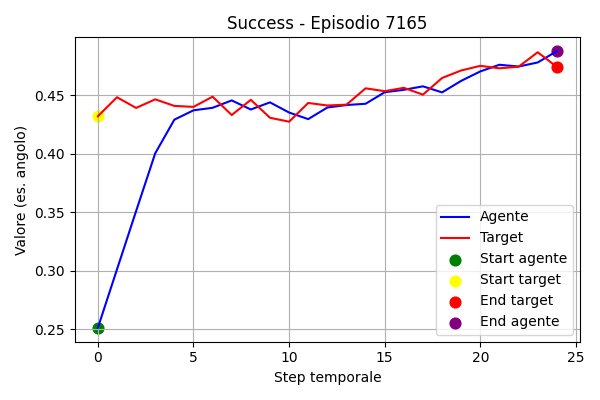 Success - Episodio 7165
Valore (es. angolo)
0.45
0.40
0.35
0.30
0.25
0
5
10
15
20
25
Step temporale
Agente
Target
Start agente
Start target
End target
End agente